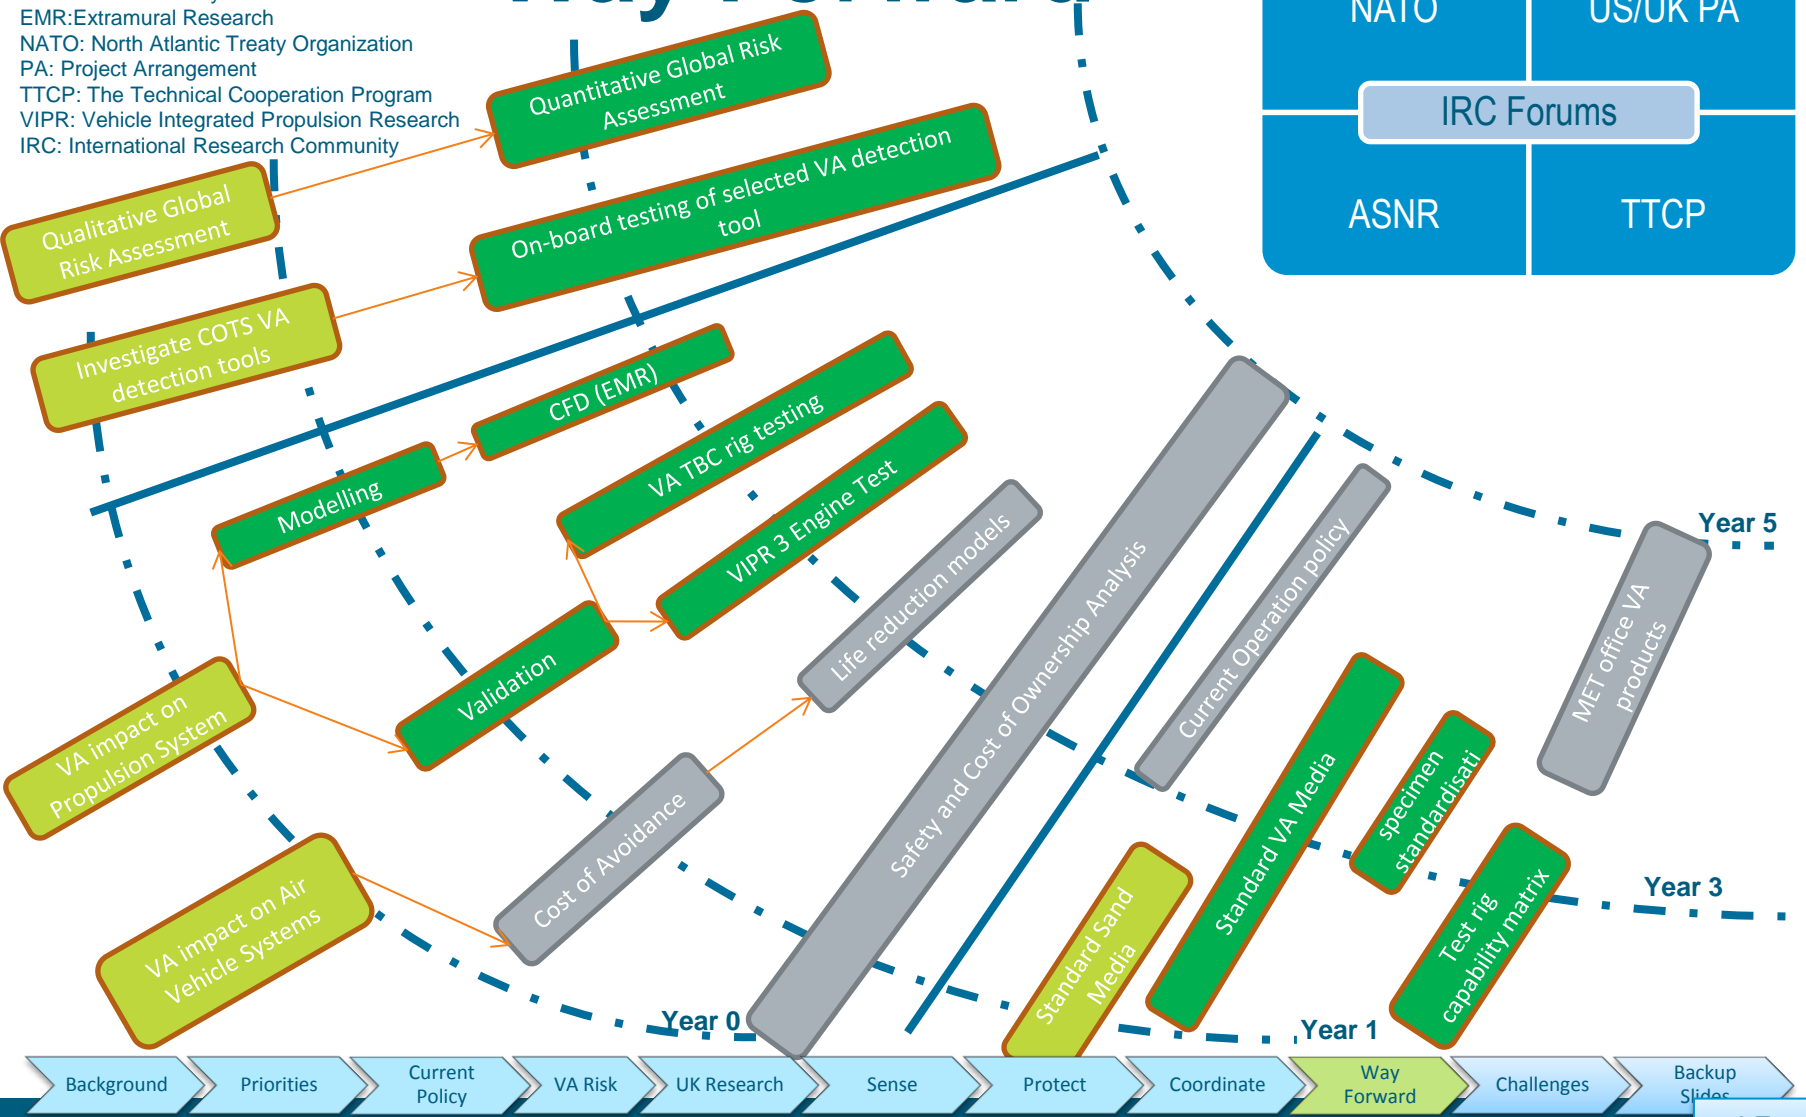 Way Forward
EMR:Extramural Research
NATO: North Atlantic Treaty Organization
PA: Project Arrangement
TTCP: The Technical Cooperation Program
VIPR: Vehicle Integrated Propulsion Research
IRC: International Research Community
NATO
US/UK PA
IRC Forums
ASNR
TTCP
Quantitative Global Risk
Assessment
On-board testing of selected VA detection
tool
Qualitative Global
Risk Assessment
Investigate COTS VA
detection tools
CFD (EMR)
Modelling
VA TBC rig testing
VIPR 3 Engine Test
Validation
VA impact on
Propulsion System
Life reduction models
Cost of Avoidance
VA impact on Air
Vehicle Systems
Safety and Cost of Ownership Analysis
Current Operation policy
MET office VA
products
Standard VA Media
specimen
standardisati
Test rig
capability matrix
Standard Sand
Media
Year 5
Year 3
Year 1
Year 0
Background
Priorities
Current
Policy
VA Risk
UK Research
Sense
Protect
Coordinate
Way
Forward
Challenges
Backup
Slides